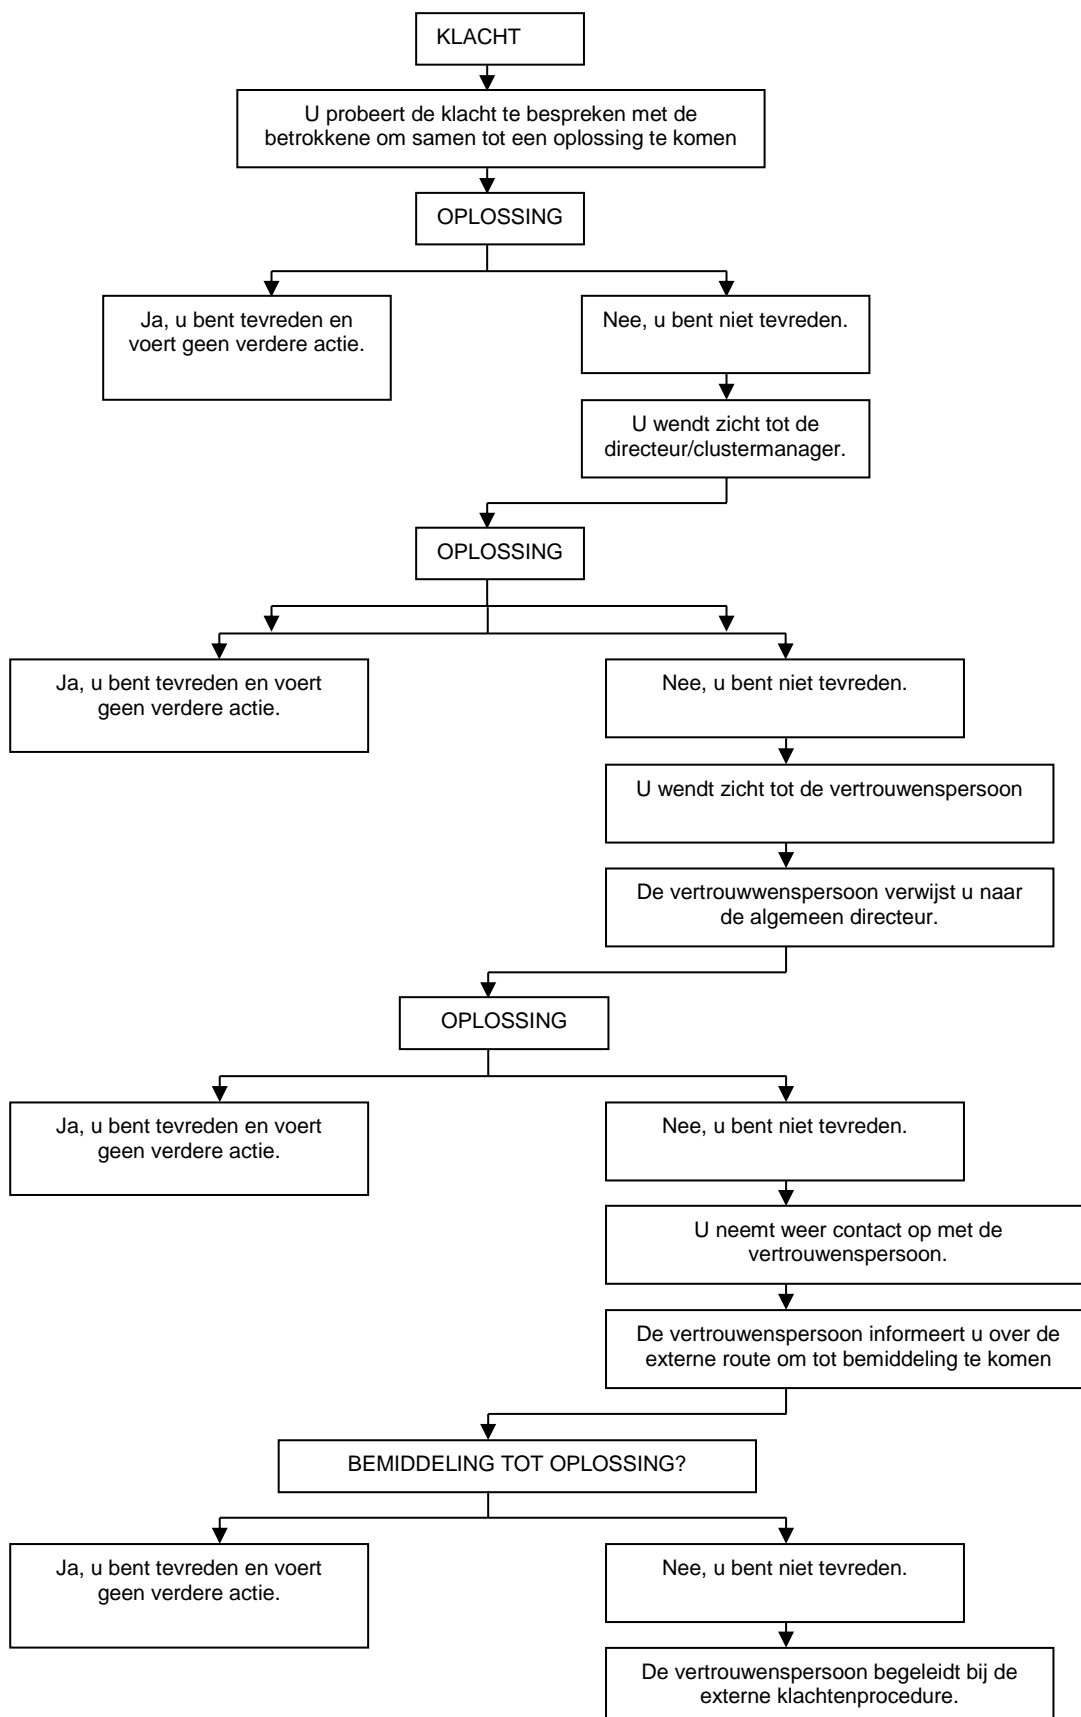 KLACHT
U probeert de klacht te bespreken met de
betrokkene om samen tot een oplossing te komen
OPLOSSING
Ja, u bent tevreden en
voert geen verdere actie.
Nee, u bent niet tevreden.
U wendt zicht tot de
directeur/clustermanager.
OPLOSSING
Ja, u bent tevreden en voert
geen verdere actie.
Nee, u bent niet tevreden.
U wendt zicht tot de vertrouwenspersoon
De vertrouwwenspersoon verwijst u naar
de algemeen directeur.
OPLOSSING
Ja, u bent tevreden en voert
geen verdere actie.
Nee, u bent niet tevreden.
U neemt weer contact op met de
vertrouwenspersoon.
De vertrouwenspersoon informeert u over de
externe route om tot bemiddeling te komen
BEMIDDELING TOT OPLOSSING?
Ja, u bent tevreden en voert
geen verdere actie.
Nee, u bent niet tevreden.
De vertrouwenspersoon begeleidt bij de
externe klachtenprocedure.